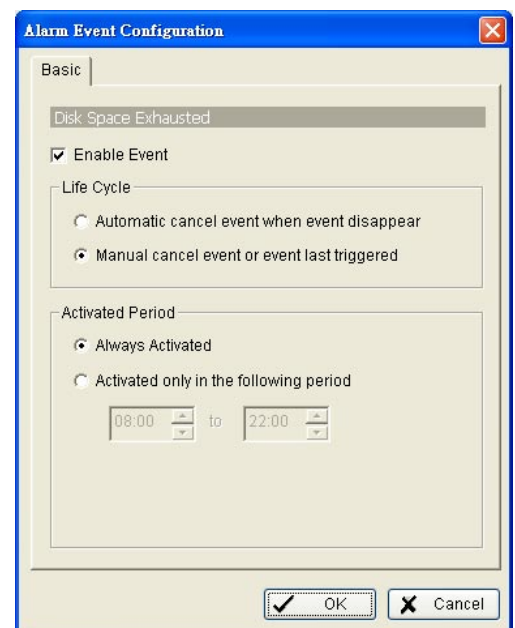 Alarm Event Configuration
Basic
Disk Space Exhausted
Enable Event
Life Cycle
Automatic cancel event when event disappear
Manual cancel event or event last triggered
Activated Period
Always Activated
Activated only in the following period
08:00 to 22:00
OK Cancel